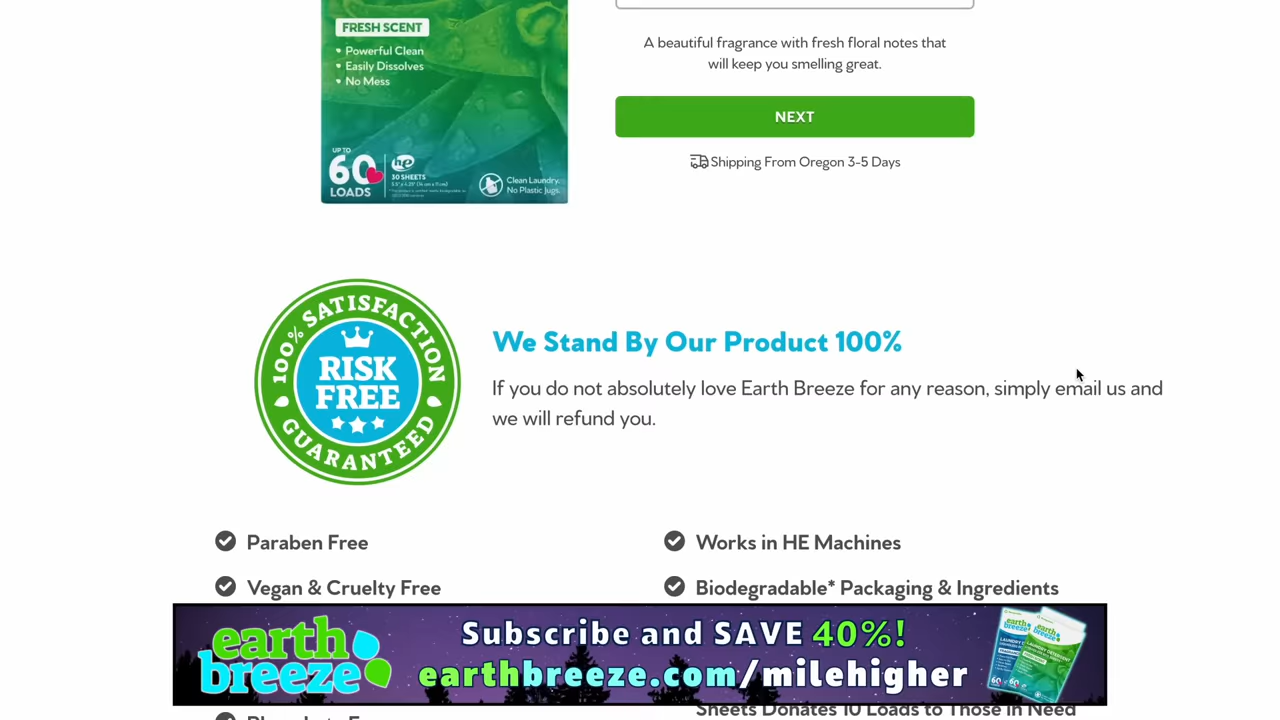 FRESH SCENT
• Powerful Clean
• Easily Dissolves
• No Mess
UP TO
60
LOADS
he
30 SHEETS
Clean Laundry.
No Plastic Jugs.
A beautiful fragrance with fresh floral notes that
will keep you smelling great.
NEXT
Shipping From Oregon 3-5 Days
100% SATISFACTION
RISK
FREE
GUARANTEED
We Stand By Our Product 100%
If you do not absolutely love Earth Breeze for any reason, simply email us and
we will refund you.
Paraben Free
Works in HE Machines
Vegan & Cruelty Free
Biodegradable* Packaging & Ingredients
earth
breeze
Subscribe and SAVE 40%!
earthbreeze.com/milehigher
earth
breeze
60
Sheets Donates 10 Loads to Those In Need